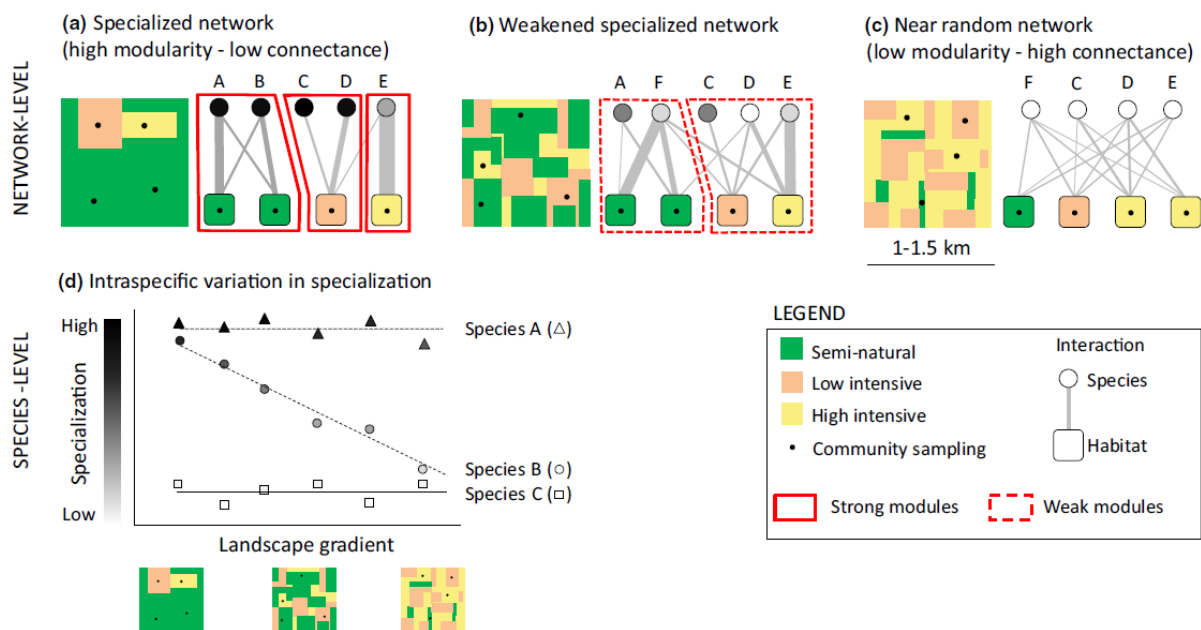 NETWORK-LEVEL
(a) Specialized network
(high modularity - low connectance)
A B C D E
(b) Weakened specialized network
A F C D E
(c) Near random network
(low modularity - high connectance)
F C D E
1-1.5 km
SPECIES -LEVEL
(d) Intraspecific variation in specialization
High
Specialization
Low
Species A (△)
Species B (○)
Species C (□)
Landscape gradient
LEGEND
Semi-natural
Low intensive
High intensive
Community sampling
Interaction
Species
Habitat
Strong modules
Weak modules